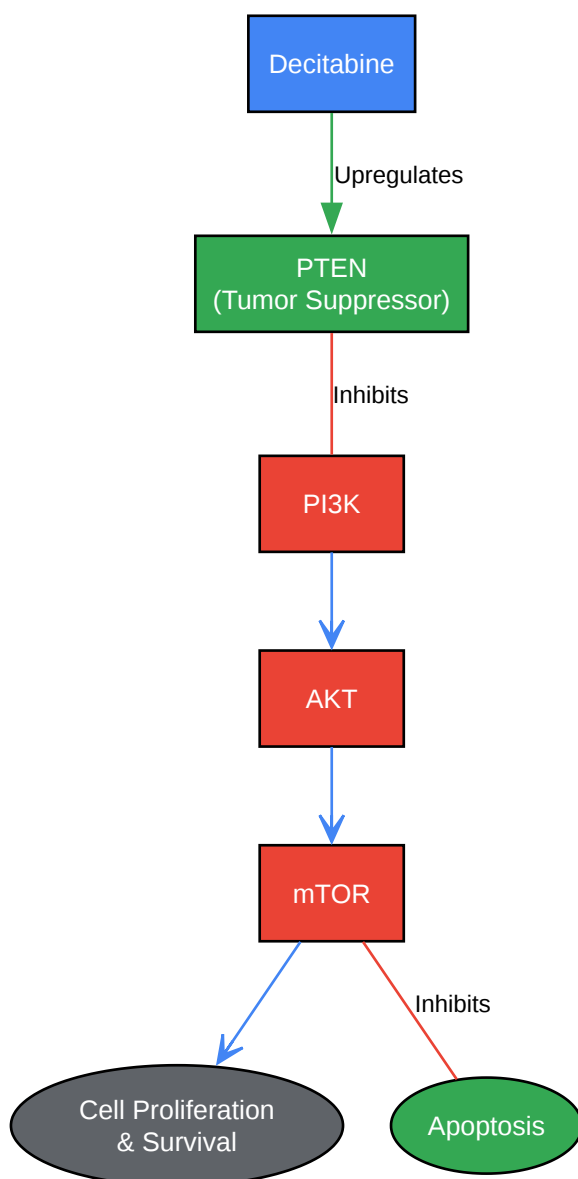 Decitabine
Upregulates
PTEN
(Tumor Suppressor)
Inhibits
PI3K
AKT
mTOR
Inhibits
Cell Proliferation
& Survival
Apoptosis